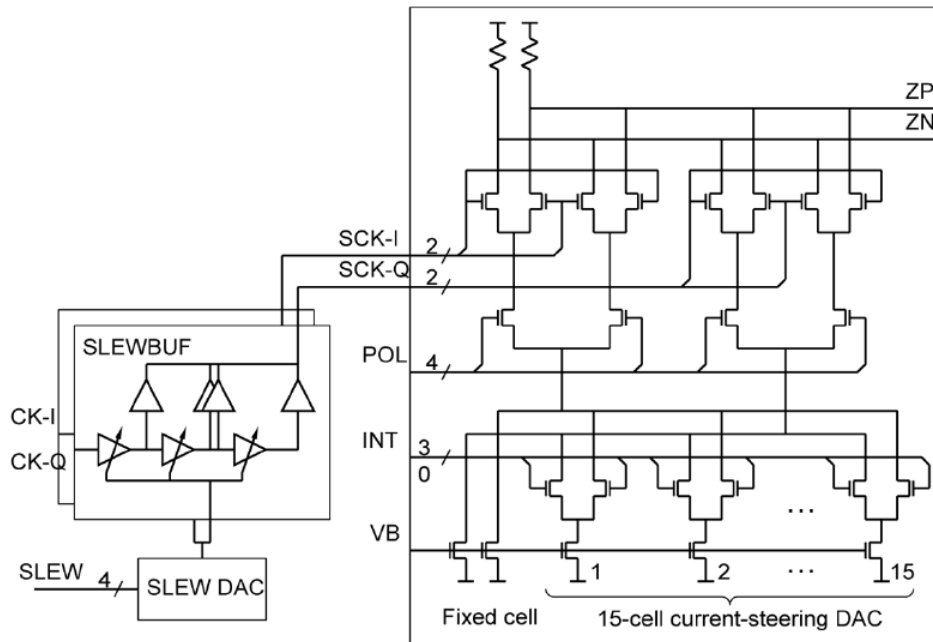 ZP
ZN
SCK-I
2
SCK-Q
2
SLEWBUF
POL
4
CK-I
CK-Q
INT
3
0
VB
...
SLEW
4
SLEW DAC
1
2
...
15
Fixed cell
15-cell current-steering DAC